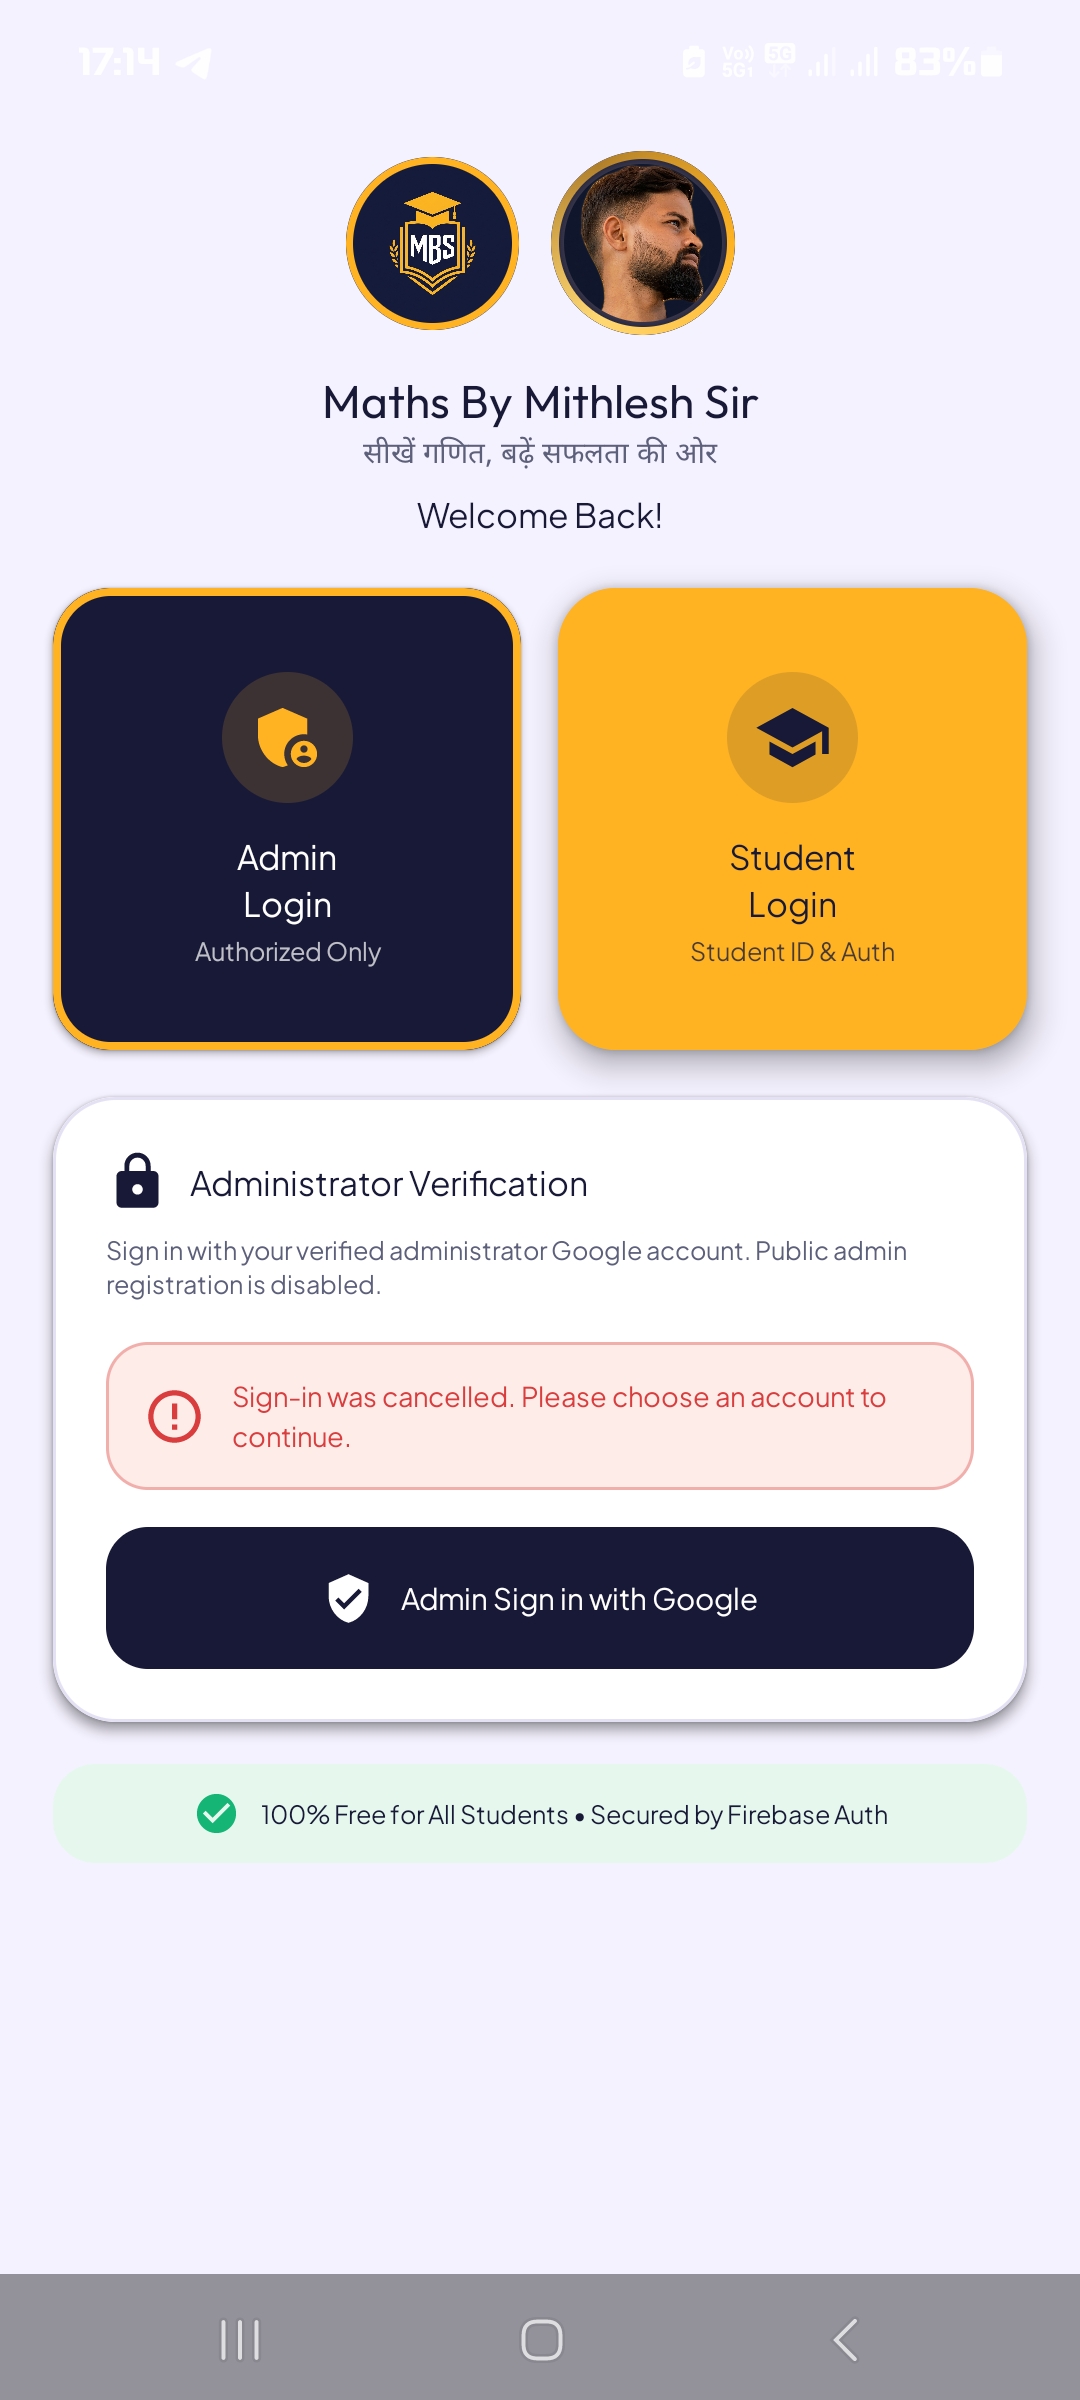 17:14
Vo))
5G1
5G
83%
MBS
Maths By Mithlesh Sir
सीखें गणित, बढ़ें सफलता की ओर
Welcome Back!
Admin
Login
Authorized Only
Student
Login
Student ID & Auth
Administrator Verification
Sign in with your verified administrator Google account. Public admin
registration is disabled.
Sign-in was cancelled. Please choose an account to
continue.
Admin Sign in with Google
100% Free for All Students • Secured by Firebase Auth